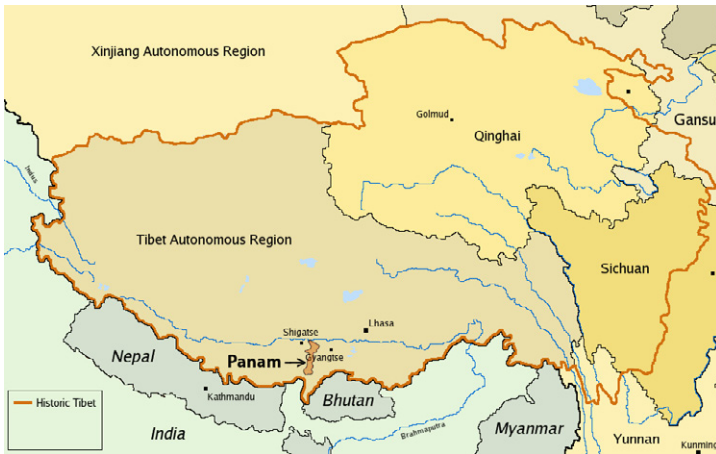 Xinjiang Autonomous Region
Golmud
Qinghai
Gansu
Indus
Tibet Autonomous Region
Sichuan
Shigatse
Lhasa
Panam
Gyangtse
Nepal
Kathmandu
Bhutan
Historic Tibet
India
Brahmaputra
Myanmar
Yunnan
Kunming